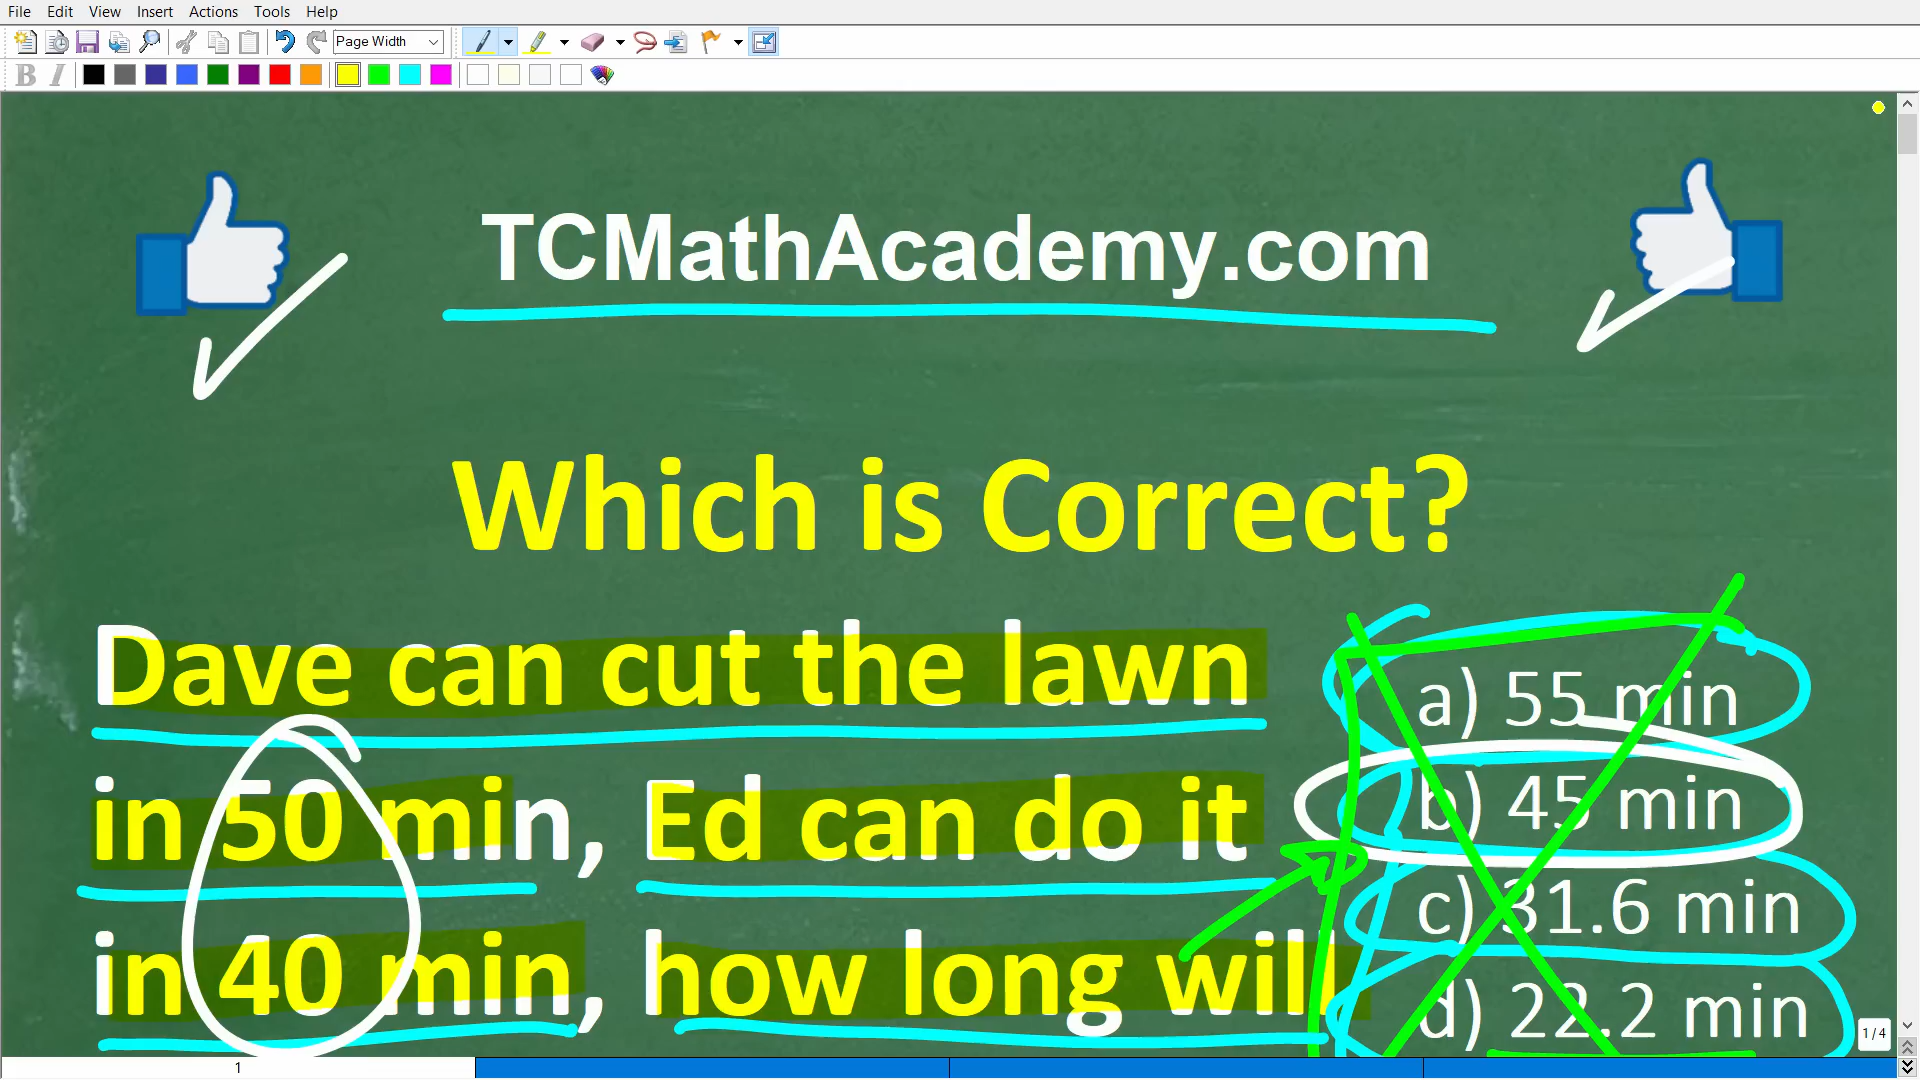 File Edit View Insert Actions Tools Help
Page Width
B I
TCMathAcademy.com
Which is Correct?
Dave can cut the lawn
in 50 min, Ed can do it
in 40 min, how long will
a) 55 min
b) 45 min
c) 31.6 min
d) 22.2 min
1 / 4
1